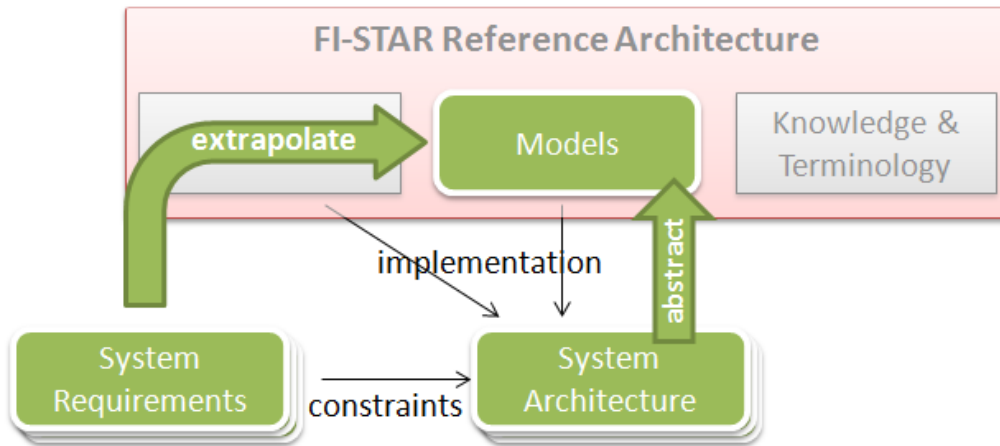 FI-STAR Reference Architecture
extrapolate
Models
Knowledge &
Terminology
implementation
abstract
System
Requirements
constraints
System
Architecture